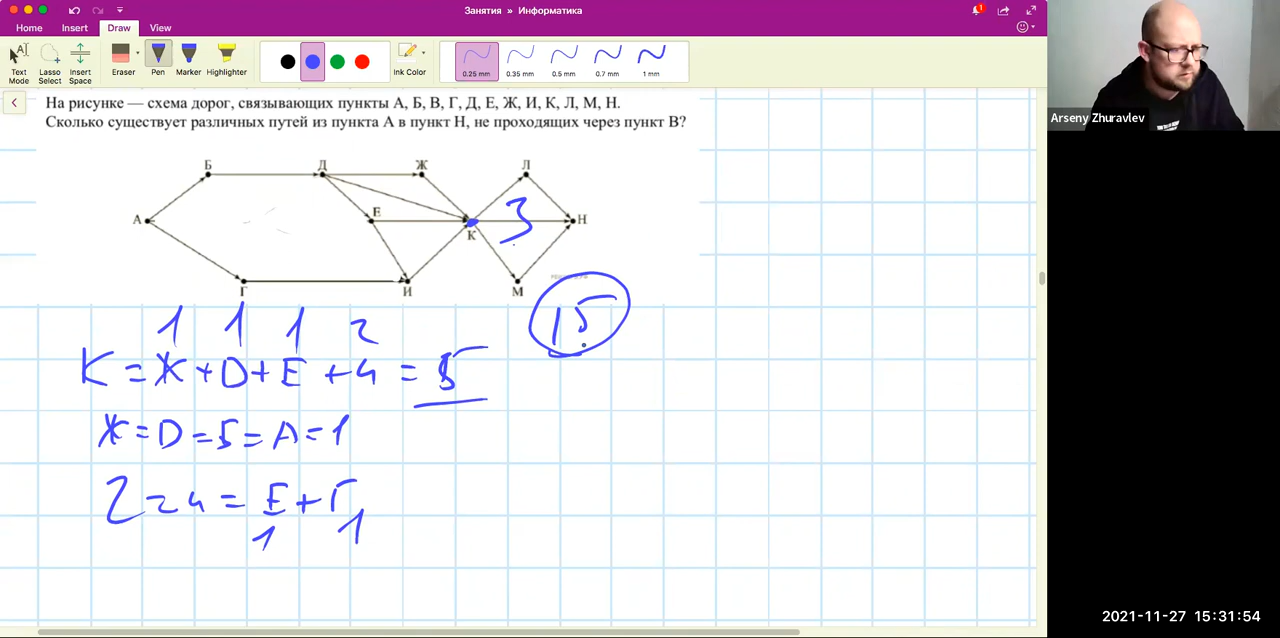 Занятия » Информатика
Home Insert Draw View
Text Mode Lasso Select Insert Space Eraser Pen Marker Highlighter Ink Color 0.25 mm 0.35 mm 0.5 mm 0.7 mm 1 mm
Arseny Zhuravlev
На рисунке — схема дорог, связывающих пункты А, Б, В, Г, Д, Е, Ж, И, К, Л, М, Н.
Сколько существует различных путей из пункта А в пункт Н, не проходящих через пункт В?
Б Д Ж Л
А Е К Н
3
Г И М
1 1 1 2
15
К = Ж + D + Е + и = 5
Ж = D = Б = А = 1
2 = и = Е + Г
1 1
2021-11-27 15:31:54